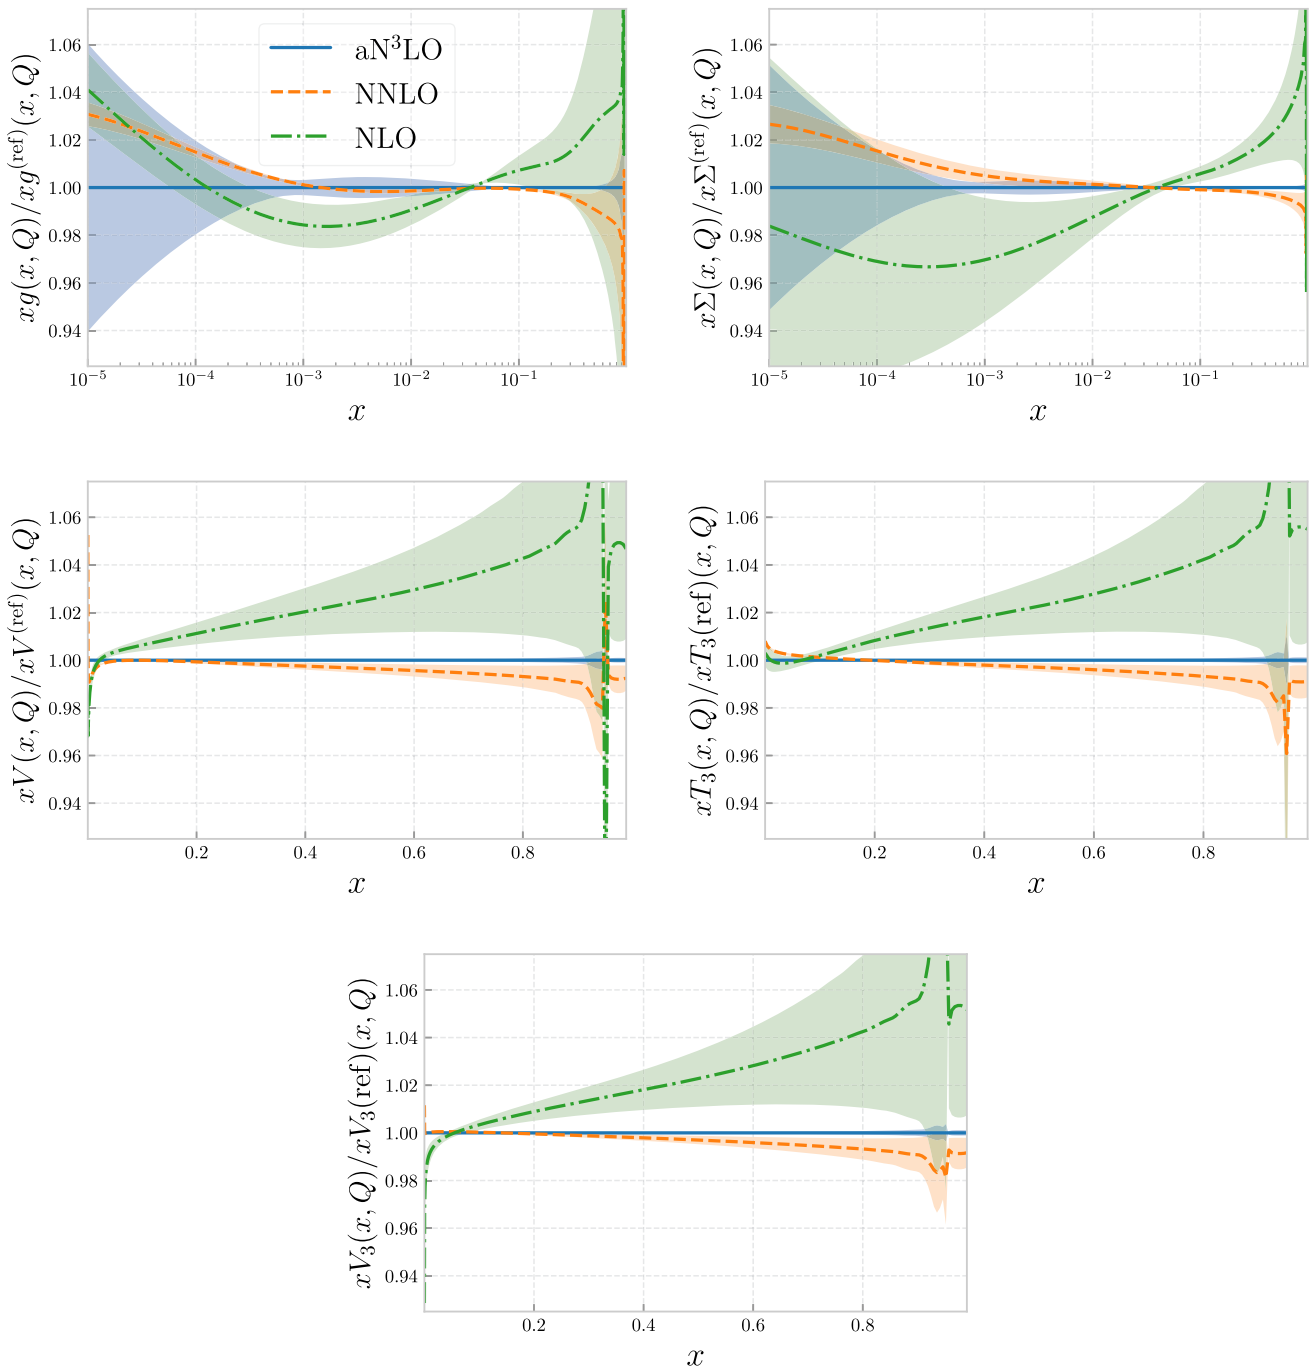 aN³LO
NNLO
NLO
xg(x, Q)/xg^(ref)(x, Q)
1.06
1.04
1.02
1.00
0.98
0.96
0.94
10⁻⁵ 10⁻⁴ 10⁻³ 10⁻² 10⁻¹
x
xΣ(x, Q)/xΣ^(ref)(x, Q)
1.06
1.04
1.02
1.00
0.98
0.96
0.94
10⁻⁵ 10⁻⁴ 10⁻³ 10⁻² 10⁻¹
x
xV(x, Q)/xV^(ref)(x, Q)
1.06
1.04
1.02
1.00
0.98
0.96
0.94
0.2 0.4 0.6 0.8
x
xT₃(x, Q)/xT₃(ref)(x, Q)
1.06
1.04
1.02
1.00
0.98
0.96
0.94
0.2 0.4 0.6 0.8
x
xV₃(x, Q)/xV₃(ref)(x, Q)
1.06
1.04
1.02
1.00
0.98
0.96
0.94
0.2 0.4 0.6 0.8
x